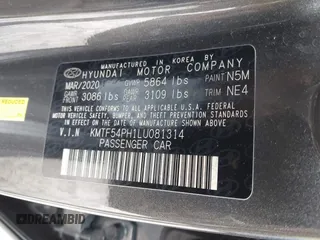 MANUFACTURED IN KOREA BY
HYUNDAI MOTOR COMPANY
MAR/2020 GVWR 5864 lbs PAINT N5M
GAWR FRT 3086 lbs GAWR REAR 3109 lbs TRIM NE4
THIS VEHICLE CONFORMS TO ALL APPLICABLE
FEDERAL MOTOR VEHICLE SAFETY, BUMPER,
AND THEFT PREVENTION STANDARDS
IN EFFECT ON THE DATE OF
MANUFACTURE SHOWN ABOVE.
V.I.N KMTF54PH1LU081314
PASSENGER CAR
DREAMBID